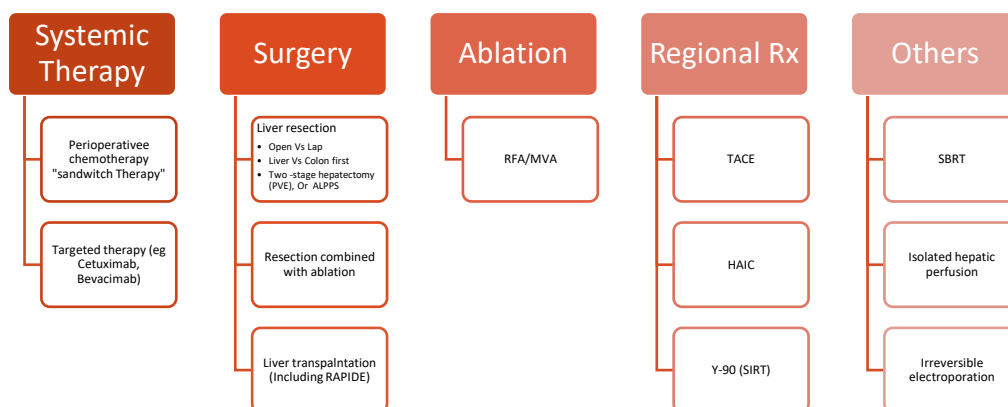 Systemic
Therapy
Perioperativee
chemotherapy
"sandwitch Therapy"
Targeted therapy (eg
Cetuximab,
Bevacimab)
Surgery
Liver resection
• Open Vs Lap
• Liver Vs Colon first
• Two -stage hepatectomy
(PVE), Or ALPPS
Resection combined
with ablation
Liver transpalntation
(Including RAPIDE)
Ablation
RFA/MVA
Regional Rx
TACE
HAIC
Y-90 (SIRT)
Others
SBRT
Isolated hepatic
perfusion
Irreversible
electroporation